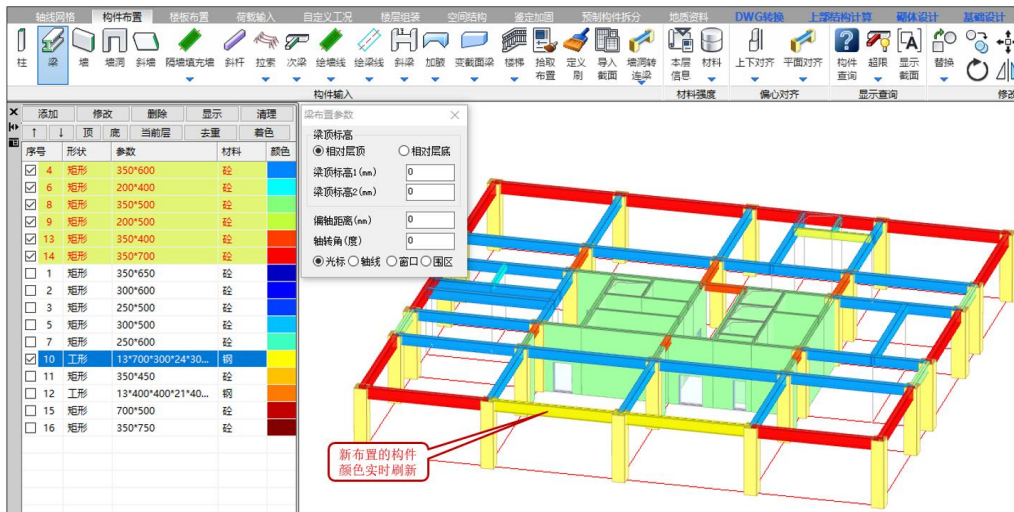 轴线网格 构件布置 楼板布置 荷载输入 自定义工况 楼层组装 空间结构 鉴定加固 预制构件拆分 地质资料 DWG转换 上部结构计算 砌体设计 基础设计
柱 梁 墙 墙洞 斜墙 隔墙填充墙 斜杆 拉索 次梁 绘墙线 绘梁线 斜梁 加腋 变截面梁 楼梯 拾取布置 定义刷 导入截面 墙洞转连梁 本层信息 材料 上下对齐 平面对齐 构件查询 超限 显示截面 替换
构件输入 材料强度 偏心对齐 显示查询 修改
添加 修改 删除 显示 清理
↑ ↓ 顶 底 当前层 去重 着色
序号 形状 参数 材料 颜色
4 矩形 350*600 砼
6 矩形 200*400 砼
8 矩形 350*500 砼
9 矩形 200*500 砼
13 矩形 350*400 砼
14 矩形 350*700 砼
1 矩形 350*650 砼
2 矩形 300*600 砼
3 矩形 250*500 砼
5 矩形 300*500 砼
7 矩形 250*600 砼
10 工形 13*700*300*24*30... 钢
11 矩形 350*450 砼
12 工形 13*400*400*21*40... 钢
15 矩形 700*500 砼
16 矩形 350*750 砼
梁布置参数
梁顶标高
相对层顶 相对层底
梁顶标高1(mm) 0
梁顶标高2(mm) 0
偏轴距离(mm) 0
轴转角(度) 0
光标 轴线 窗口 围区
新布置的构件
颜色实时刷新